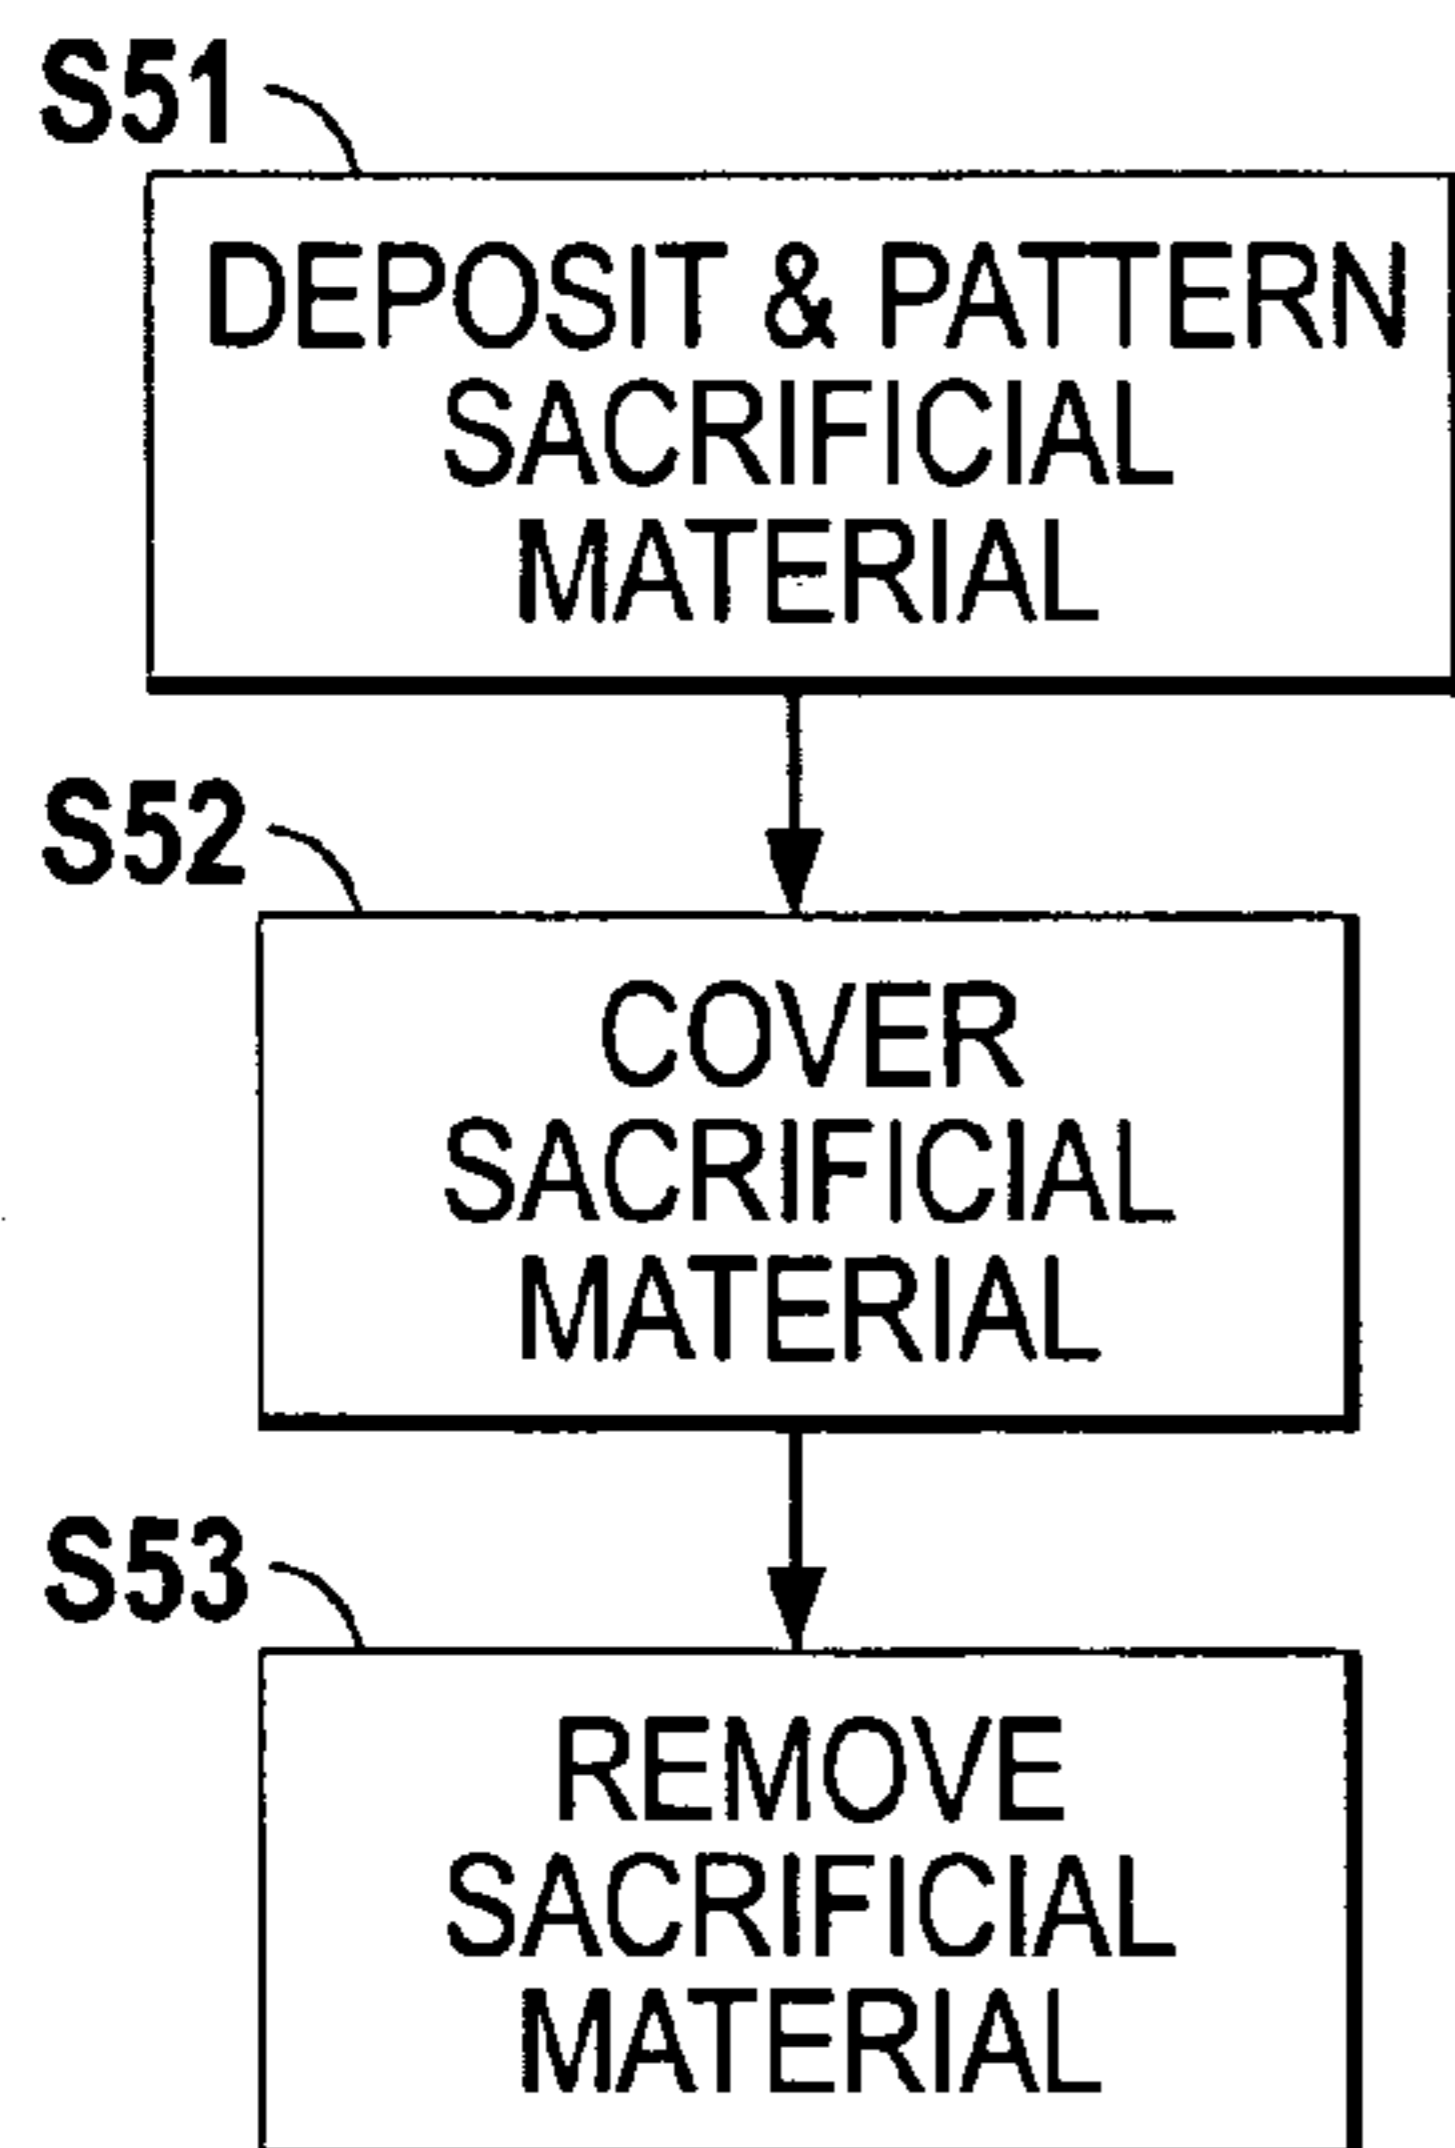 S51
DEPOSIT & PATTERN
SACRIFICIAL
MATERIAL
S52
COVER
SACRIFICIAL
MATERIAL
S53
REMOVE
SACRIFICIAL
MATERIAL